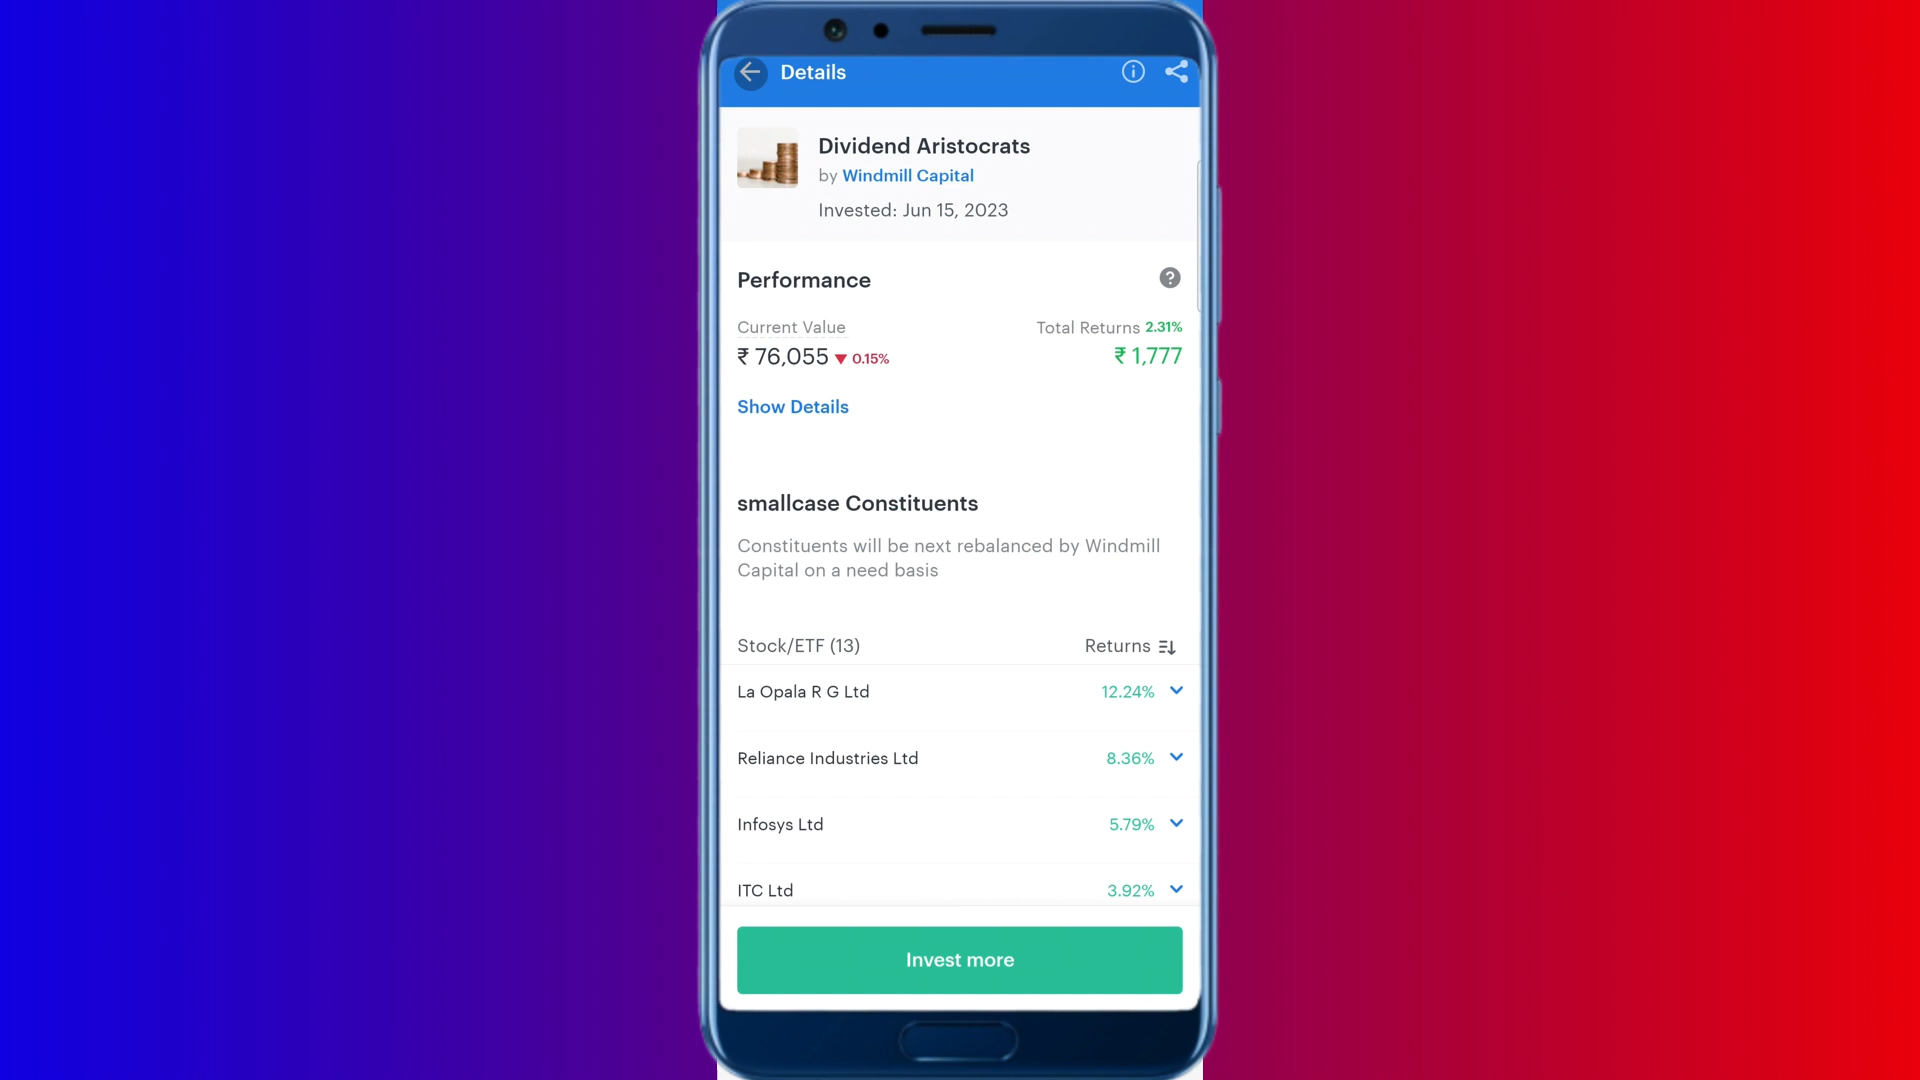 Details
Dividend Aristocrats
by Windmill Capital
Invested: Jun 15, 2023
Performance
Current Value
Total Returns 2.31%
₹ 76,055 ▼ 0.15%
₹ 1,777
Show Details
smallcase Constituents
Constituents will be next rebalanced by Windmill
Capital on a need basis
Stock/ETF (13)
Returns
La Opala R G Ltd
12.24%
Reliance Industries Ltd
8.36%
Infosys Ltd
5.79%
ITC Ltd
3.92%
Invest more